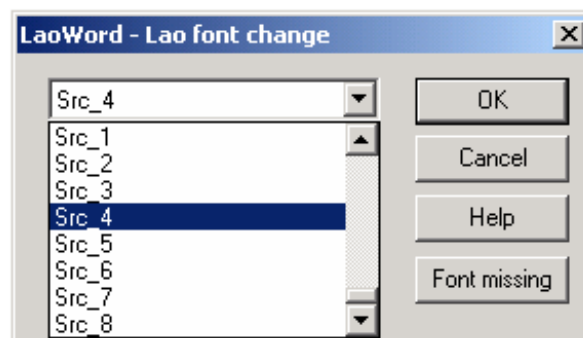 LaoWord - Lao font change
Src_4
OK
Src_1
Src_2
Cancel
Src_3
Src_4
Help
Src_5
Src_6
Font missing
Src_7
Src_8